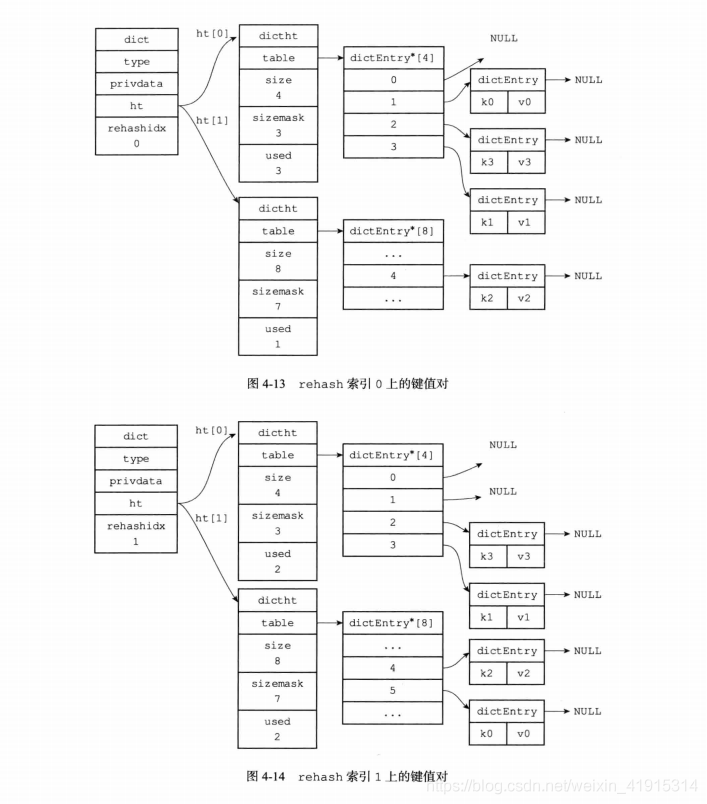 ht[0]
dict
type
privdata
ht
rehashidx
0
ht[1]
dictht
table
size
4
sizemask
3
used
3
dictEntry*[4]
0
1
2
3
NULL
dictEntry
k0 v0
NULL
dictEntry
k3 v3
NULL
dictEntry
k1 v1
NULL
dictht
table
size
8
sizemask
7
used
1
dictEntry*[8]
...
4
...
dictEntry
k2 v2
NULL
图 4-13 rehash 索引 0 上的键值对
ht[0]
dict
type
privdata
ht
rehashidx
1
ht[1]
dictht
table
size
4
sizemask
3
used
2
dictEntry*[4]
0
1
2
3
NULL
NULL
dictEntry
k3 v3
NULL
dictEntry
k1 v1
NULL
dictht
table
size
8
sizemask
7
used
2
dictEntry*[8]
...
4
5
...
dictEntry
k2 v2
NULL
dictEntry
k0 v0
NULL
图 4-14 rehash 索引 1 上的键值对
https://blog.csdn.net/weixin_41915314